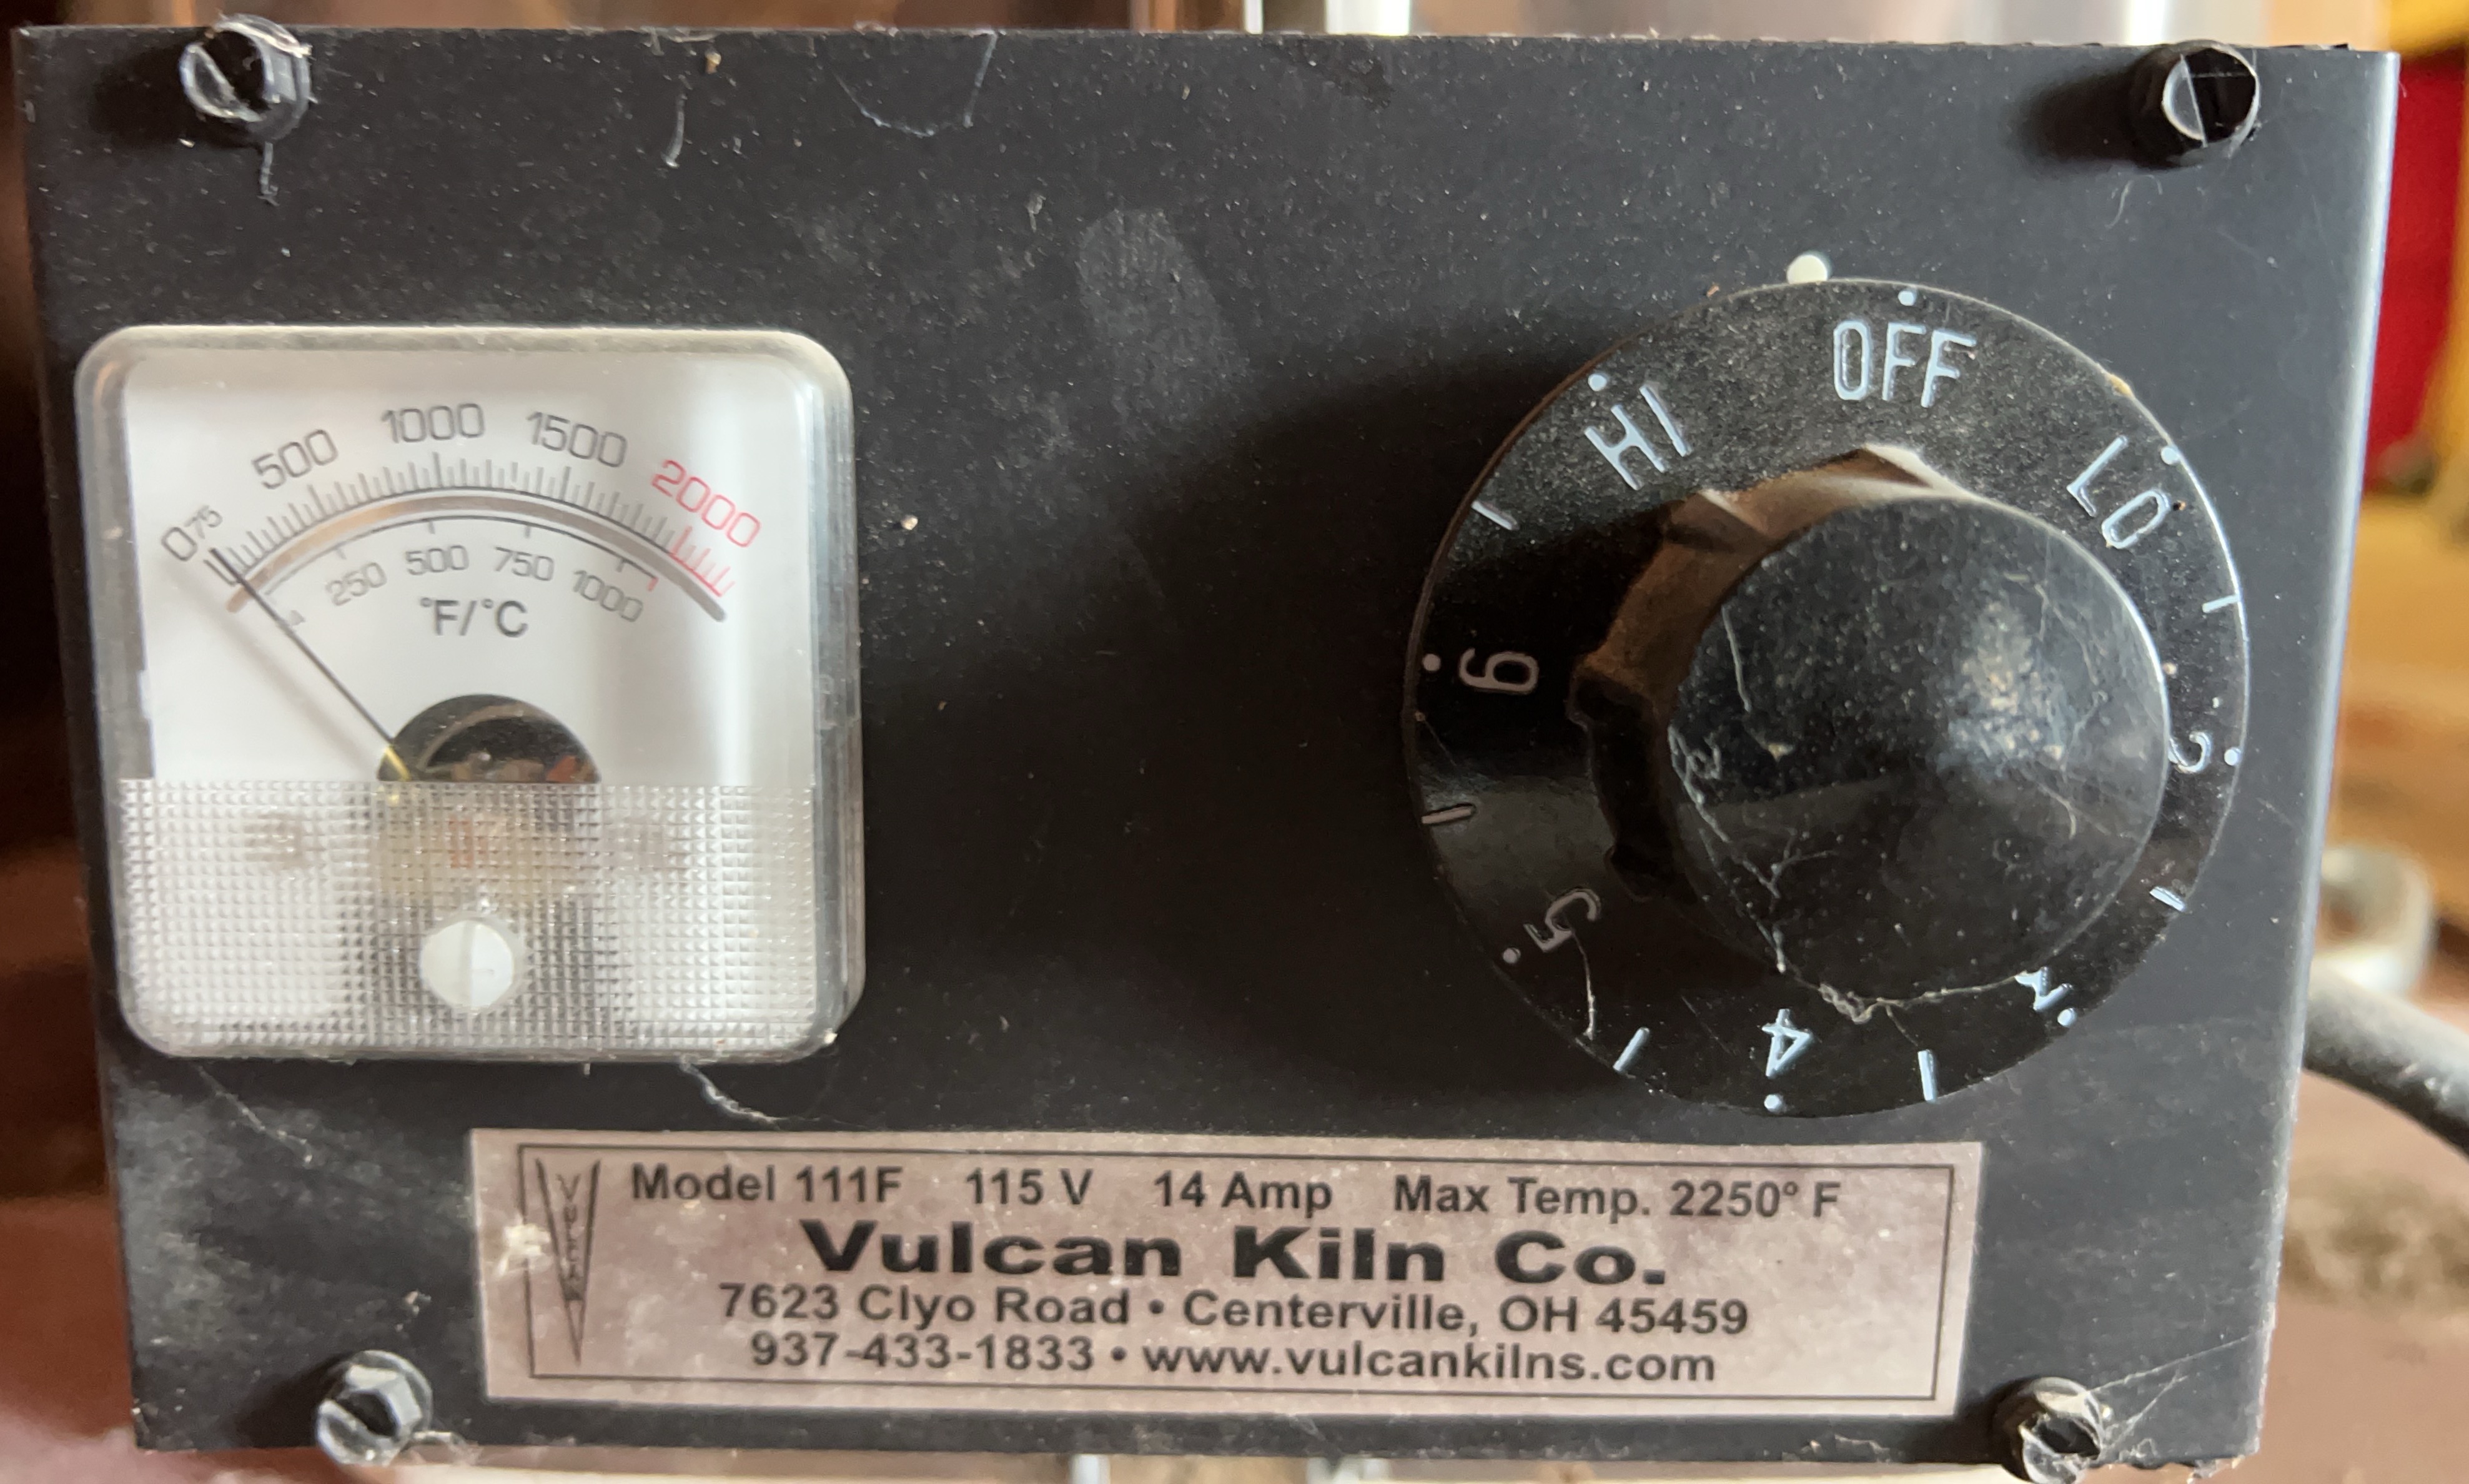 0 75 500 1000 1500 2000
250 500 750 1000
°F/°C
OFF
LO
2
3
4
5
6
HI
VULCAN
Model 111F 115 V 14 Amp Max Temp. 2250° F
Vulcan Kiln Co.
7623 Clyo Road • Centerville, OH 45459
937-433-1833 • www.vulcankilns.com